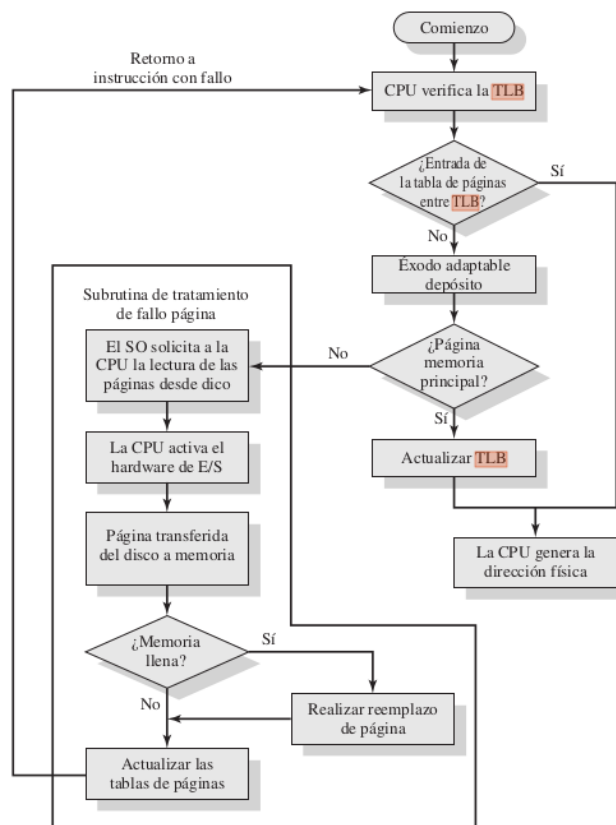 Comienzo
Retorno a
instrucción con fallo
CPU verifica la TLB
¿Entrada de
la tabla de páginas
entre TLB?
Sí
No
Éxodo adaptable
depósito
Subrutina de tratamiento
de fallo página
El SO solicita a la
CPU la lectura de las
páginas desde dico
No
¿Página
memoria
principal?
Sí
La CPU activa el
hardware de E/S
Actualizar TLB
Página transferida
del disco a memoria
La CPU genera la
dirección física
¿Memoria
llena?
Sí
No
Realizar reemplazo
de página
Actualizar las
tablas de páginas